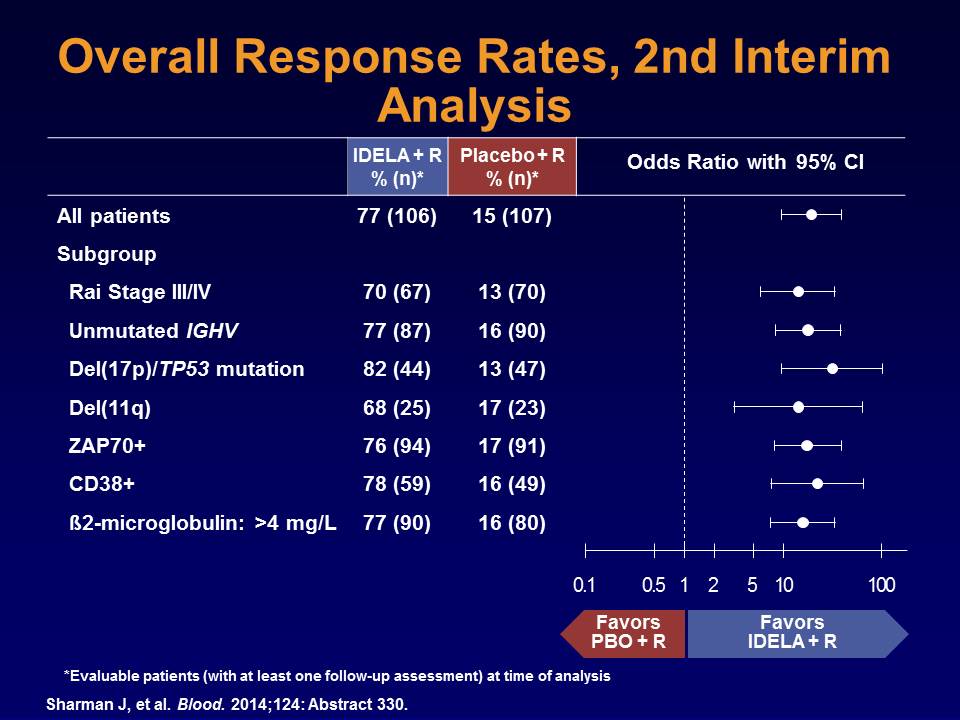 Overall Response Rates, 2nd Interim
Analysis
IDELA + R Placebo + R Odds Ratio with 95% CI
% (n)* % (n)*
All patients 77 (106) 15 (107)
Subgroup
Rai Stage III/IV 70 (67) 13 (70)
Unmutated IGHV 77 (87) 16 (90)
Del(17p)/TP53 mutation 82 (44) 13 (47)
Del(11q) 68 (25) 17 (23)
ZAP70+ 76 (94) 17 (91)
CD38+ 78 (59) 16 (49)
ß2-microglobulin: >4 mg/L 77 (90) 16 (80)
0.1 0.5 1 2 5 10 100
Favors Favors
PBO + R IDELA + R
*Evaluable patients (with at least one follow-up assessment) at time of analysis
Sharman J, et al. Blood. 2014;124: Abstract 330.